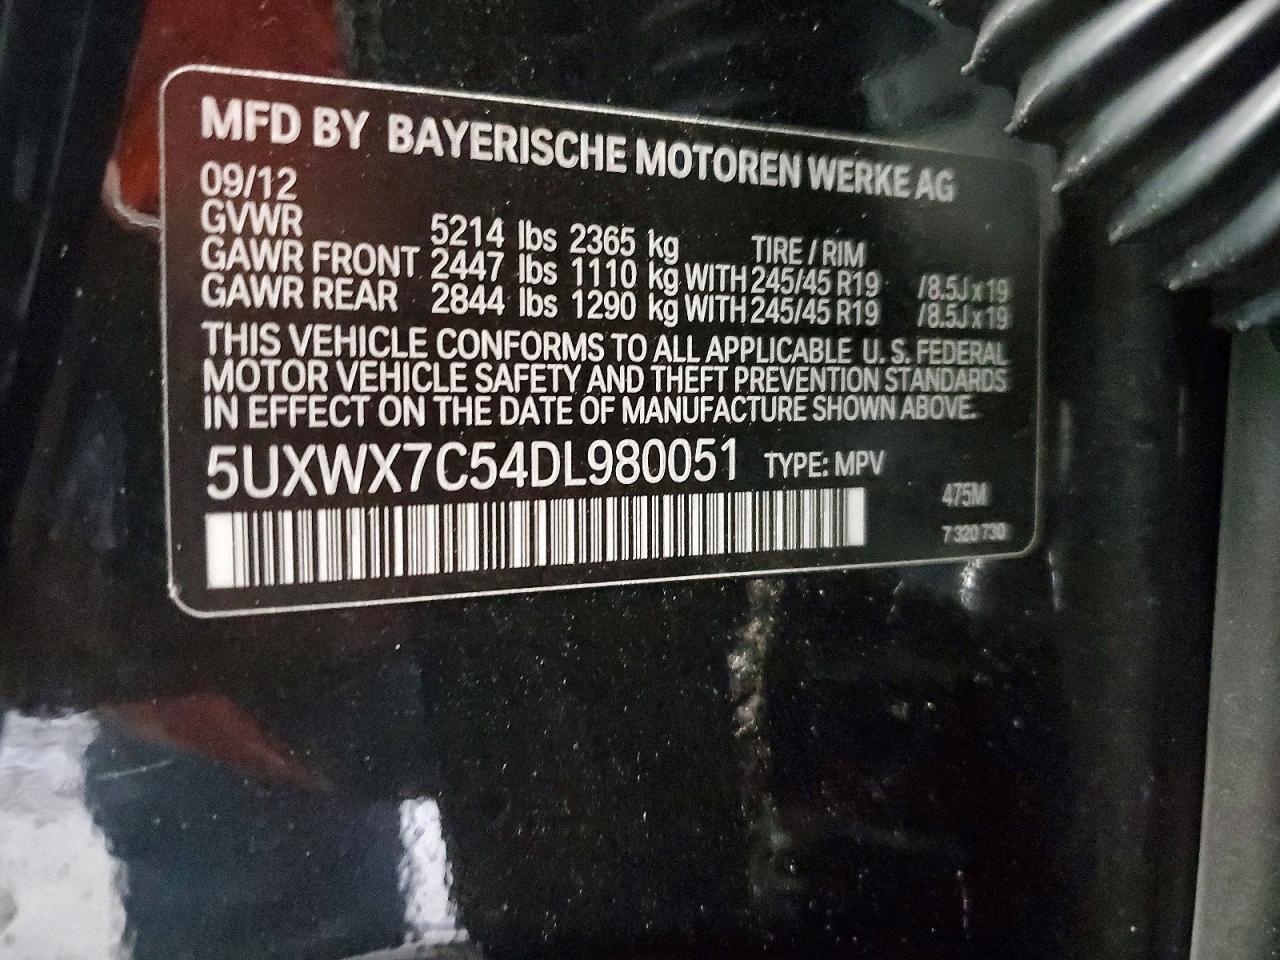 MFD BY BAYERISCHE MOTOREN WERKE AG
09/12
GVWR 5214 lbs 2365 kg TIRE / RIM
GAWR FRONT 2447 lbs 1110 kg WITH 245/45 R19 /8.5J x 19
GAWR REAR 2844 lbs 1290 kg WITH 245/45 R19 /8.5J x 19
THIS VEHICLE CONFORMS TO ALL APPLICABLE U. S. FEDERAL
MOTOR VEHICLE SAFETY AND THEFT PREVENTION STANDARDS
IN EFFECT ON THE DATE OF MANUFACTURE SHOWN ABOVE.
5UXWX7C54DL980051 TYPE: MPV
475M
7 320 730